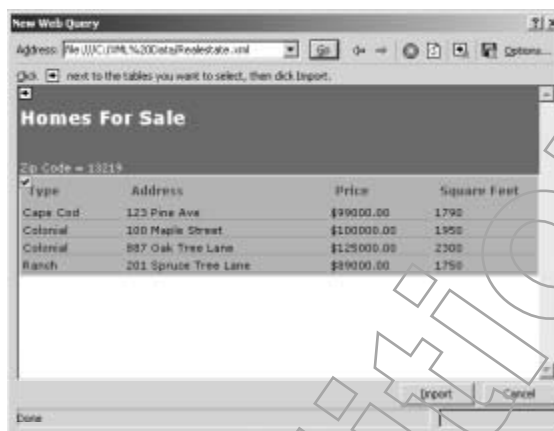 New Web Query
Address: file:///C:/XML%20Data/Realestate.xml Go Options...
Click next to the tables you want to select, then click Import.
Homes For Sale
Zip Code = 13219
Type Address Price Square Feet
Cape Cod 123 Pine Ave $99000.00 1790
Colonial 100 Maple Street $100000.00 1950
Colonial 887 Oak Tree Lane $125000.00 2300
Ranch 201 Spruce Tree Lane $89000.00 1750
Import Cancel
Done